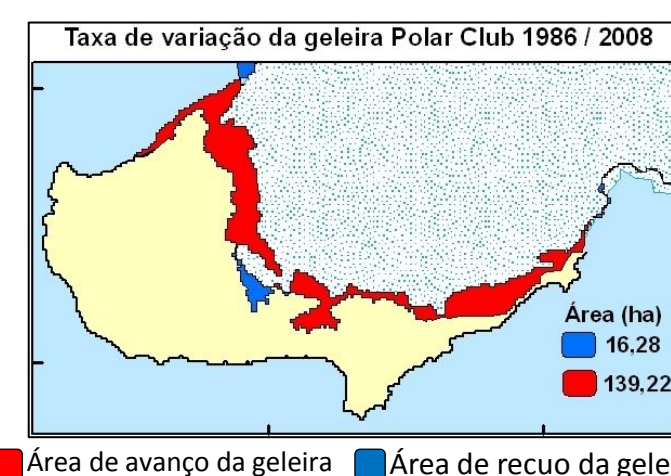 Taxa de variação da geleira Polar Club 1986 / 2008
Área (ha)
16,28
139,22
Área de avanço da geleira
Área de recuo da gele